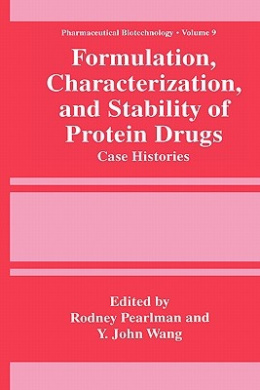 Pharmaceutical Biotechnology • Volume 9
Formulation,
Characterization,
and Stability of
Protein Drugs
Case Histories
Edited by
Rodney Pearlman and
Y. John Wang